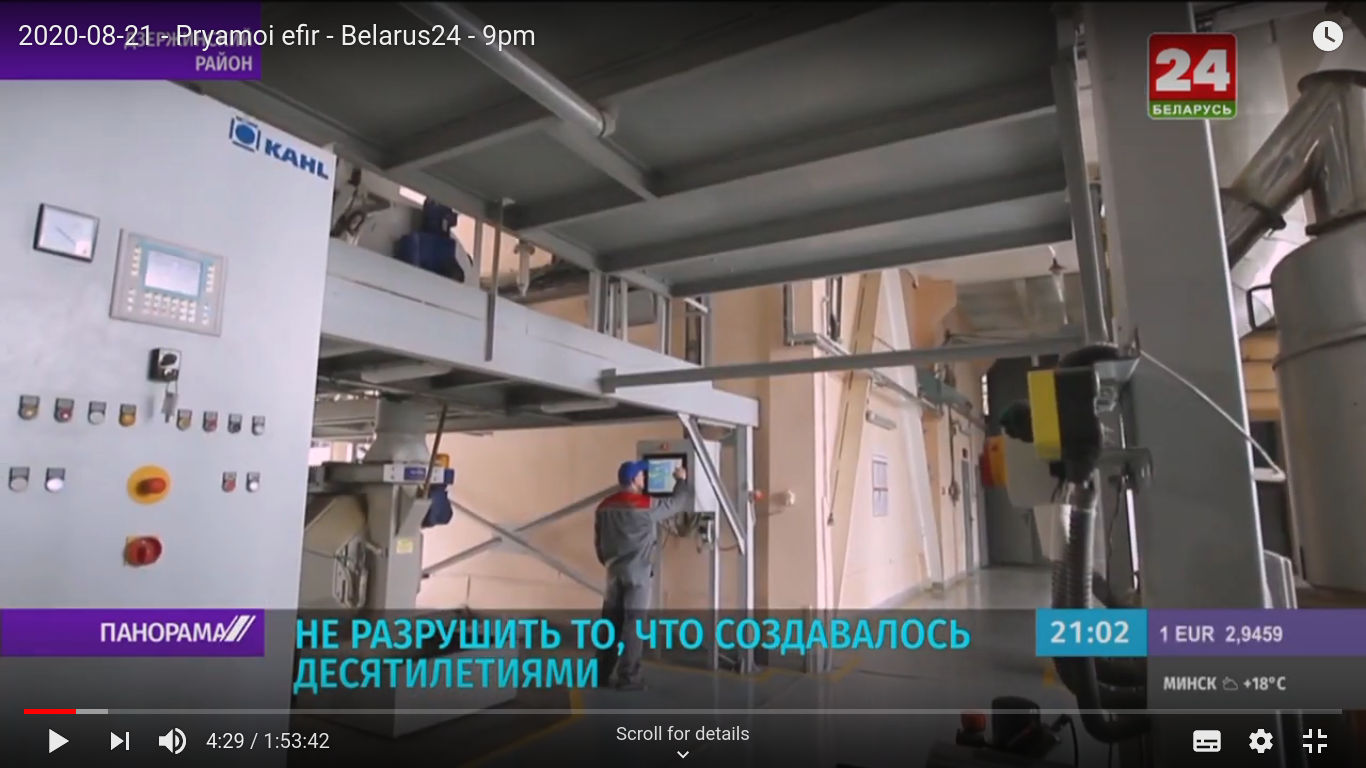 2020-08-21 - Pryamoi efir - Belarus24 - 9pm
ДЗЕРЖИНСКИЙ
РАЙОН
24
БЕЛАРУСЬ
KAHL
ПАНОРАМА
НЕ РАЗРУШИТЬ ТО, ЧТО СОЗДАВАЛОСЬ
ДЕСЯТИЛЕТИЯМИ
21:02
1 EUR 2,9459
МИНСК +18°C
4:29 / 1:53:42
Scroll for details